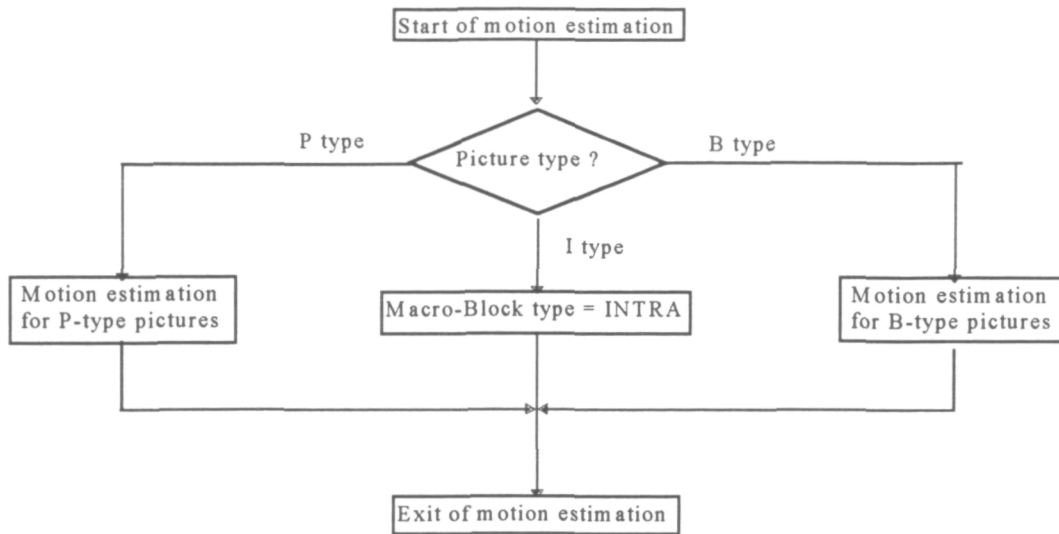 Start of motion estimation
P type
Picture type ?
B type
I type
Motion estimation
for P-type pictures
Macro-Block type = INTRA
Motion estimation
for B-type pictures
Exit of motion estimation